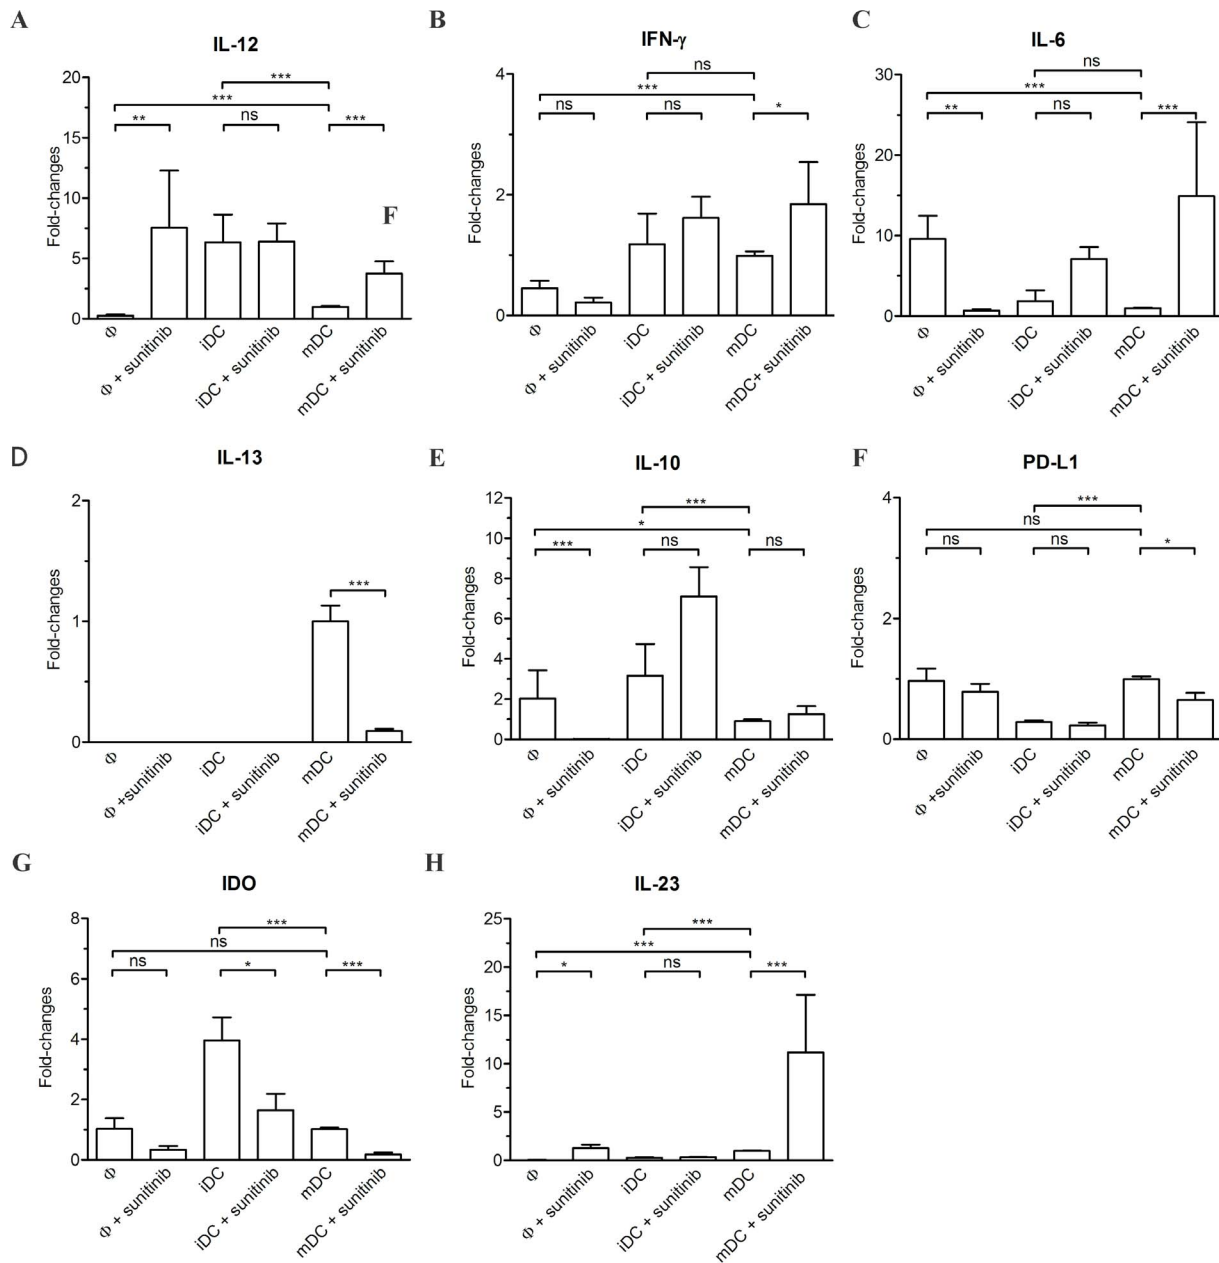 A
IL-12
Fold-changes
20
15
10
5
0
***
***
**
ns
***
F
Φ
Φ + sunitinib
iDC
iDC + sunitinib
mDC
mDC + sunitinib
B
IFN-γ
Fold-changes
4
2
0
ns
***
ns
ns
*
Φ
Φ + sunitinib
iDC
iDC + sunitinib
mDC
mDC+ sunitinib
C
IL-6
Fold-changes
30
20
10
0
ns
***
**
ns
***
Φ
Φ + sunitinib
iDC
iDC + sunitinib
mDC
mDC + sunitinib
D
IL-13
Fold-changes
2
1
0
***
Φ
Φ +sunitinib
iDC
iDC + sunitinib
mDC
mDC + sunitinib
E
IL-10
Fold-changes
12
10
8
6
4
2
0
***
*
***
ns
ns
Φ
Φ + sunitinib
iDC
iDC + sunitinib
mDC
mDC + sunitinib
F
PD-L1
Fold-changes
4
2
0
***
ns
ns
ns
*
Φ
Φ +sunitinib
iDC
iDC + sunitinib
mDC
mDC + sunitinib
G
IDO
Fold-changes
8
6
4
2
0
***
ns
ns
*
***
Φ
Φ + sunitinib
iDC
iDC + sunitinib
mDC
mDC + sunitinib
H
IL-23
Fold-changes
25
20
15
10
5
0
***
***
*
ns
***
Φ
Φ + sunitinib
iDC
iDC + sunitinib
mDC
mDC + sunitinib